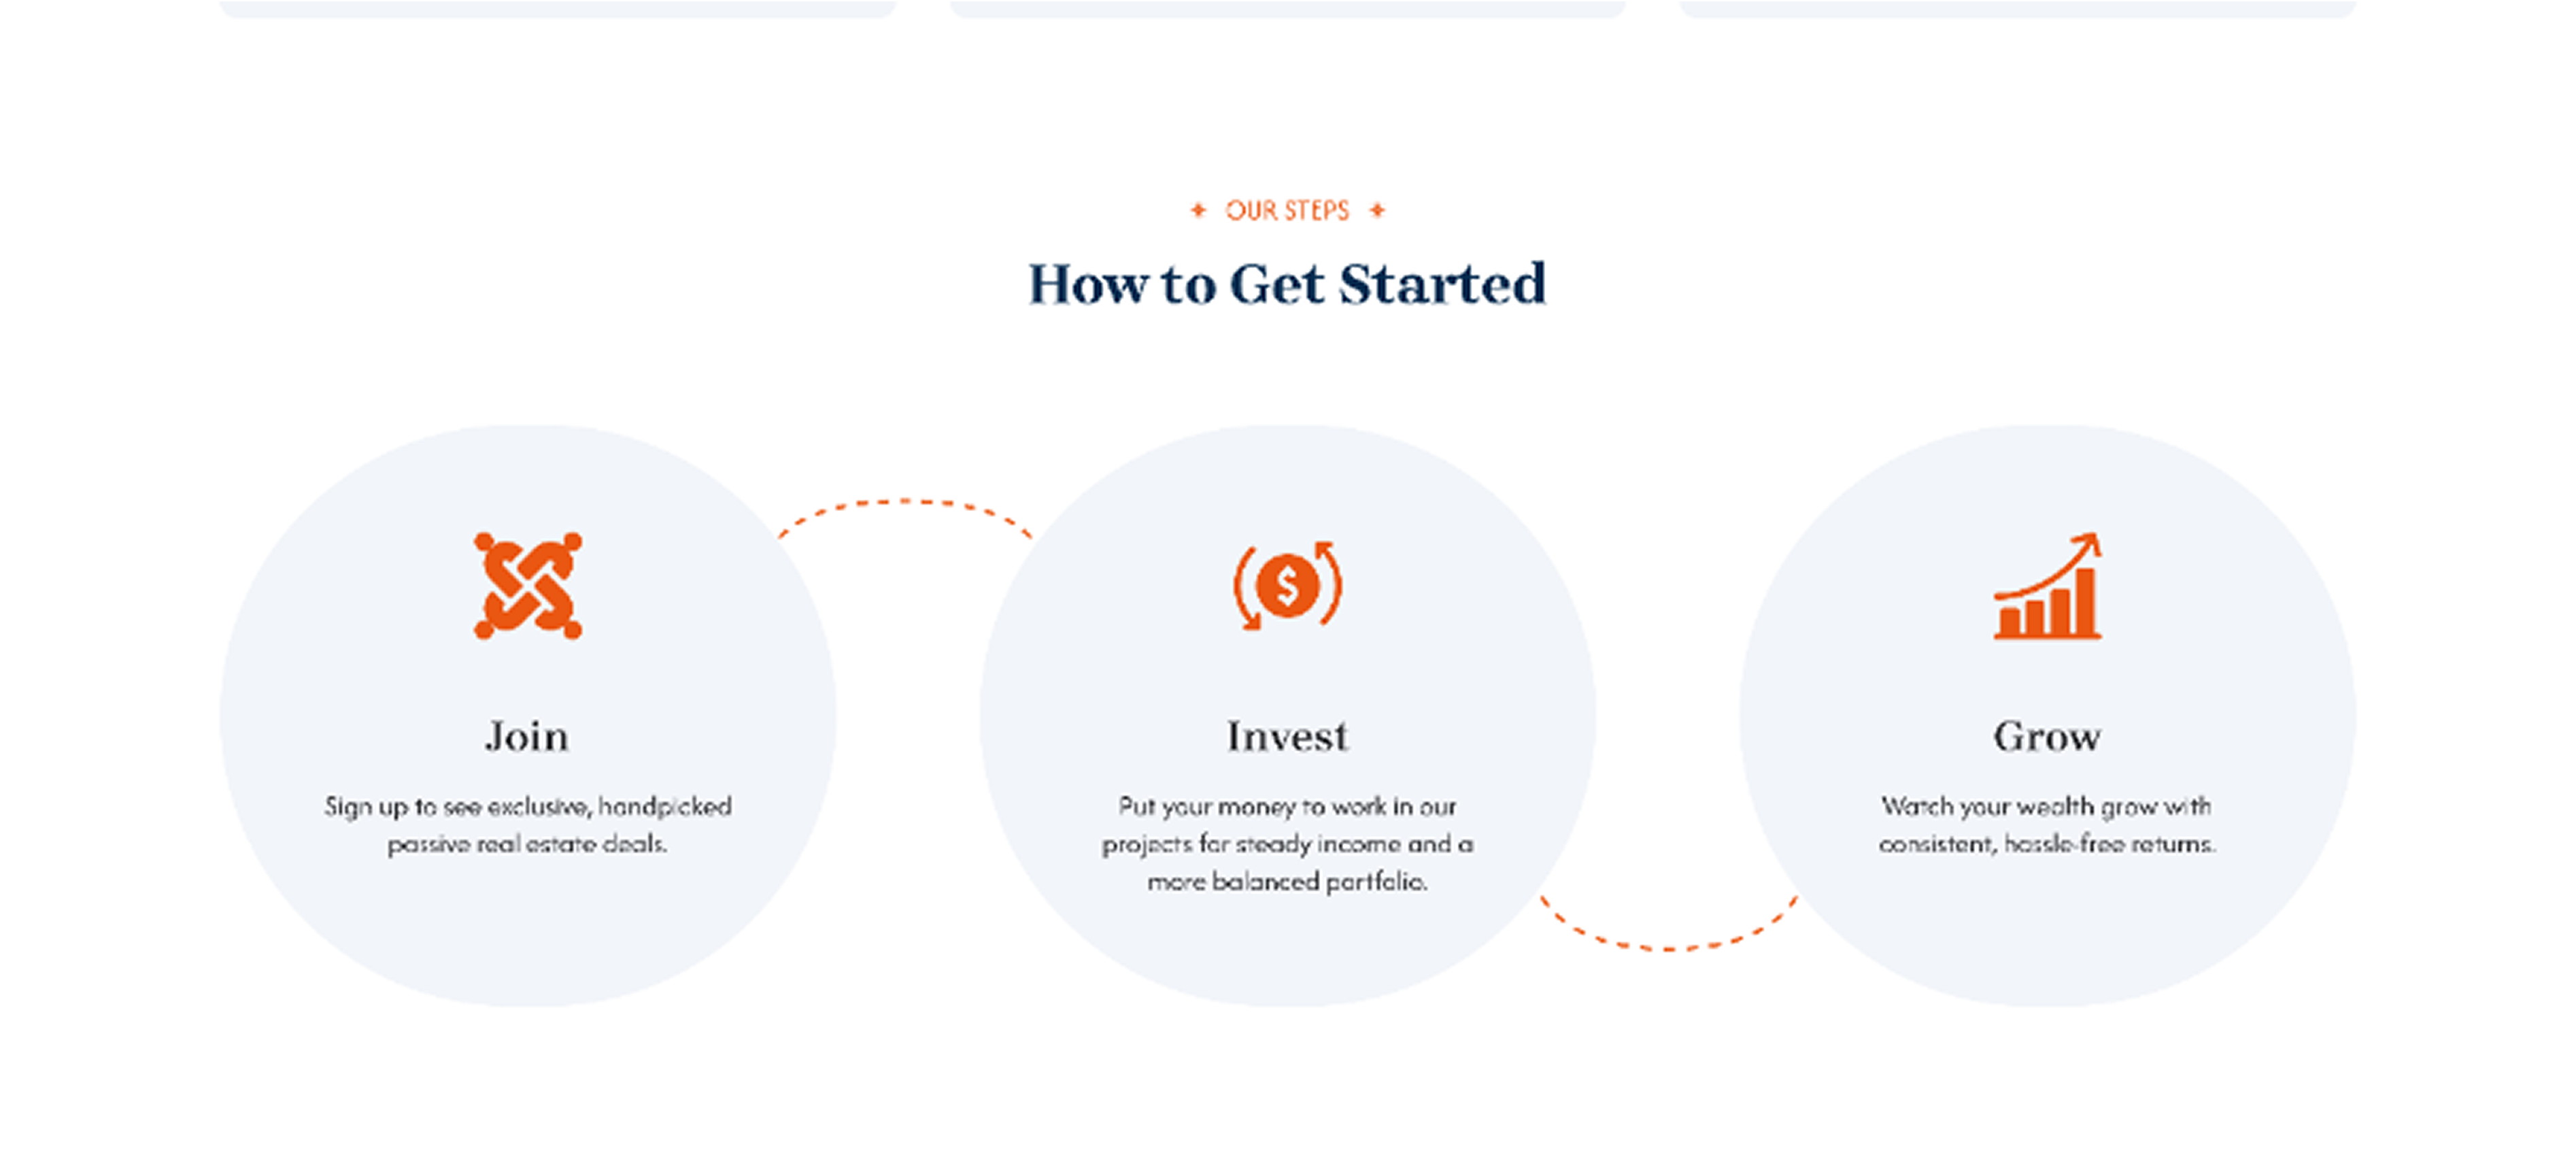 OUR STEPS
How to Get Started
Join
Sign up to see exclusive, handpicked
passive real estate deals.
Invest
Put your money to work in our
projects for steady income and a
more balanced portfolio.
Grow
Watch your wealth grow with
consistent, hassle-free returns.